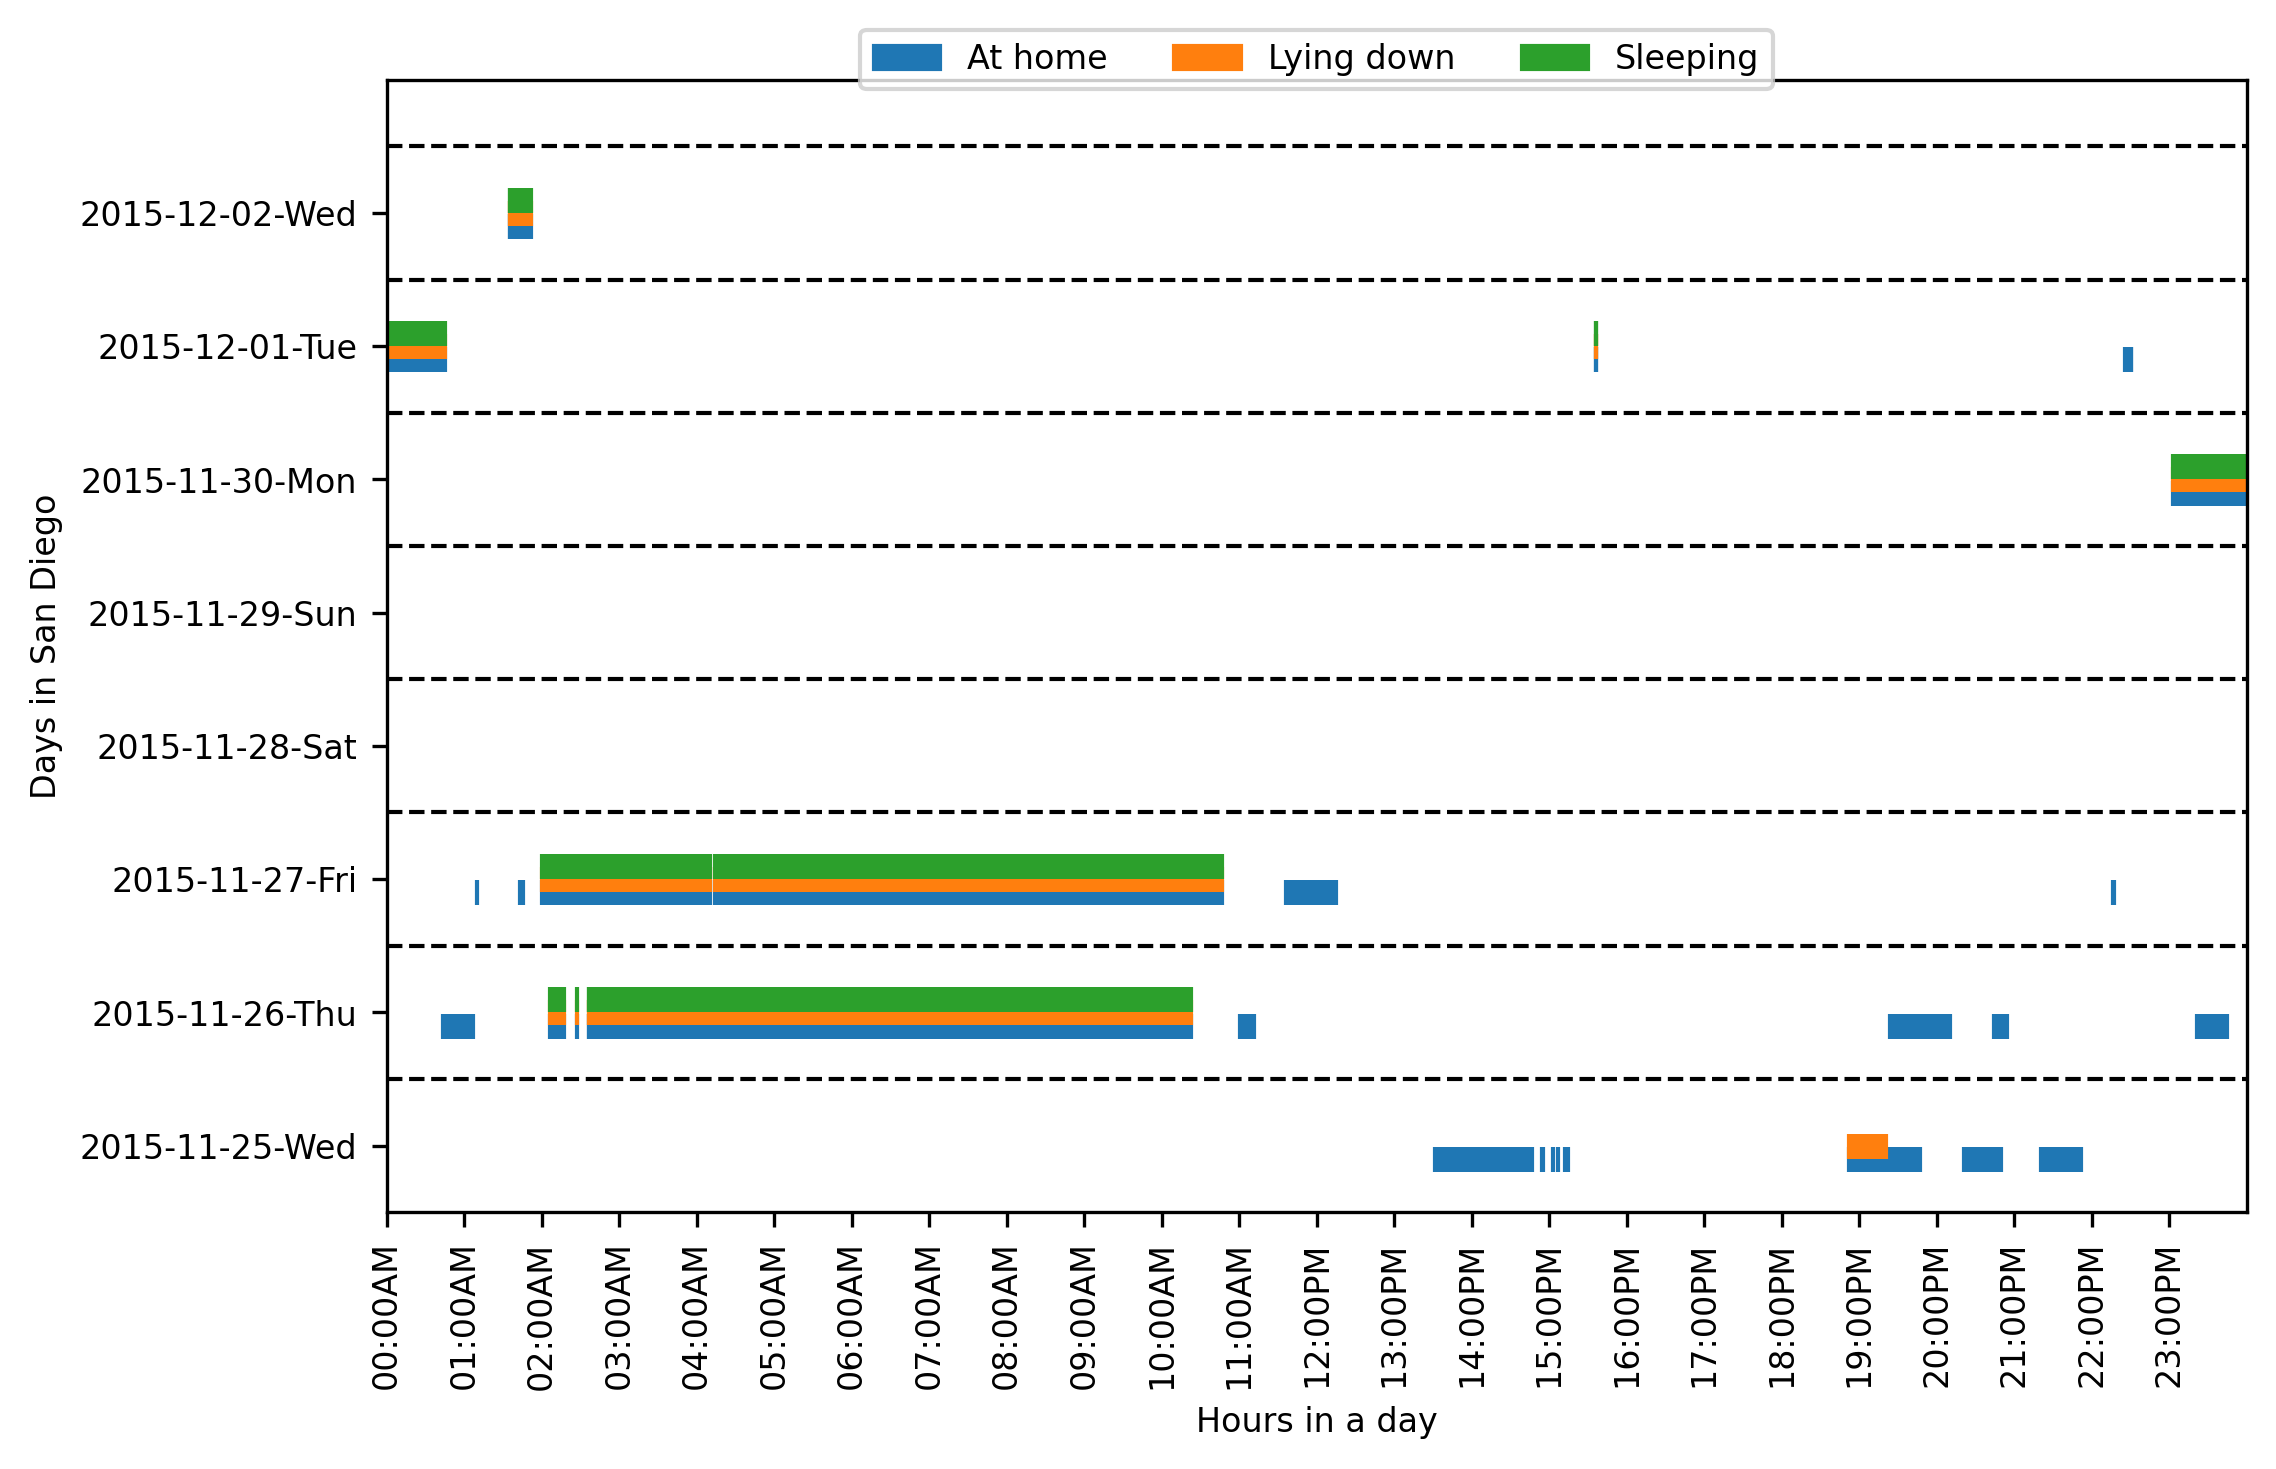 At home Lying down Sleeping
2015-12-02-Wed
2015-12-01-Tue
2015-11-30-Mon
2015-11-29-Sun
2015-11-28-Sat
2015-11-27-Fri
2015-11-26-Thu
2015-11-25-Wed
Days in San Diego
00:00AM
01:00AM
02:00AM
03:00AM
04:00AM
05:00AM
06:00AM
07:00AM
08:00AM
09:00AM
10:00AM
11:00AM
12:00PM
13:00PM
14:00PM
15:00PM
16:00PM
17:00PM
18:00PM
19:00PM
20:00PM
21:00PM
22:00PM
23:00PM
Hours in a day